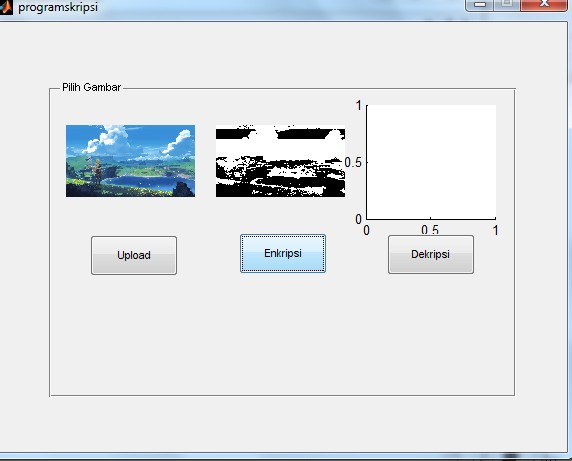 programskripsi
Pilih Gambar
1
0.5
0
0 0.5 1
Upload
Enkripsi
Dekripsi